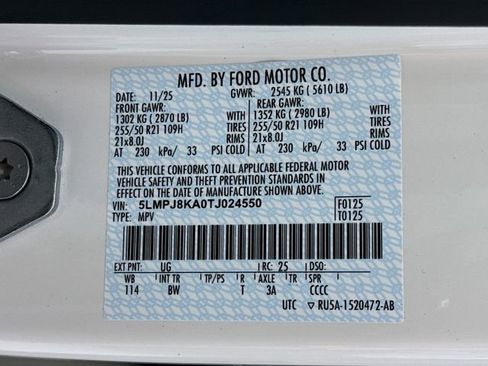 MFD. BY FORD MOTOR CO.
DATE: 11/25 GVWR: 2545 KG ( 5610 LB)
FRONT GAWR: REAR GAWR:
1302 KG ( 2870 LB) WITH 1352 KG ( 2980 LB) WITH
255/50 R21 109H TIRES 255/50 R21 109H TIRES
21x8.0J RIMS 21x8.0J RIMS
AT 230 kPa/ 33 PSI COLD AT 230 kPa/ 33 PSI COLD
THIS VEHICLE CONFORMS TO ALL APPLICABLE FEDERAL MOTOR
VEHICLE SAFETY AND THEFT PREVENTION STANDARDS IN
EFFECT ON THE DATE OF MANUFACTURE SHOWN ABOVE.
VIN: 5LMPJ8KA0TJ024550 F0125
TYPE: MPV T0125
EXT PNT: UG RC: 25 DSO:
WB INT TR TP/PS R AXLE TR SPR
114 BW T 3A CCCC
UTC RU5A-1520472-AB